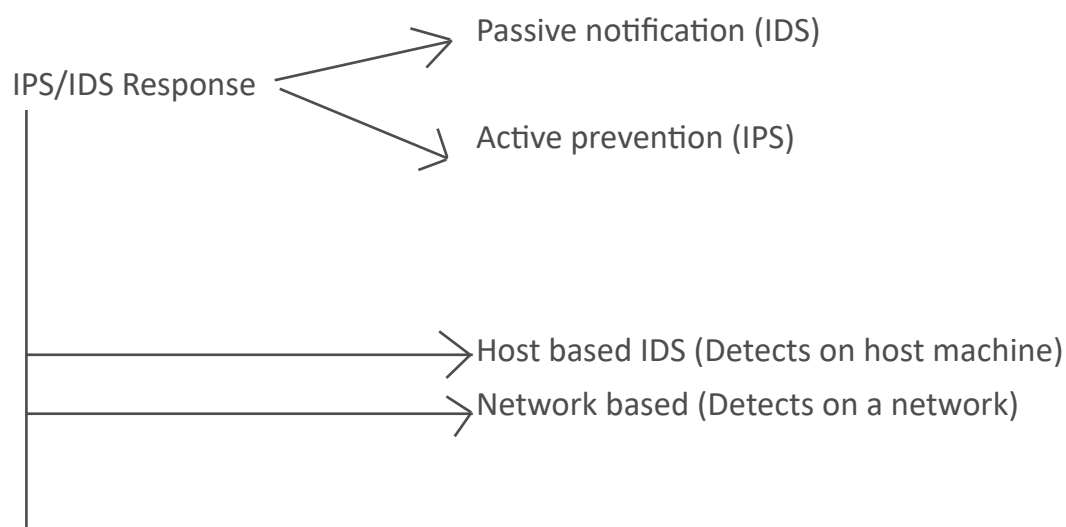 Passive notification (IDS)
IPS/IDS Response
Active prevention (IPS)
Host based IDS (Detects on host machine)
Network based (Detects on a network)